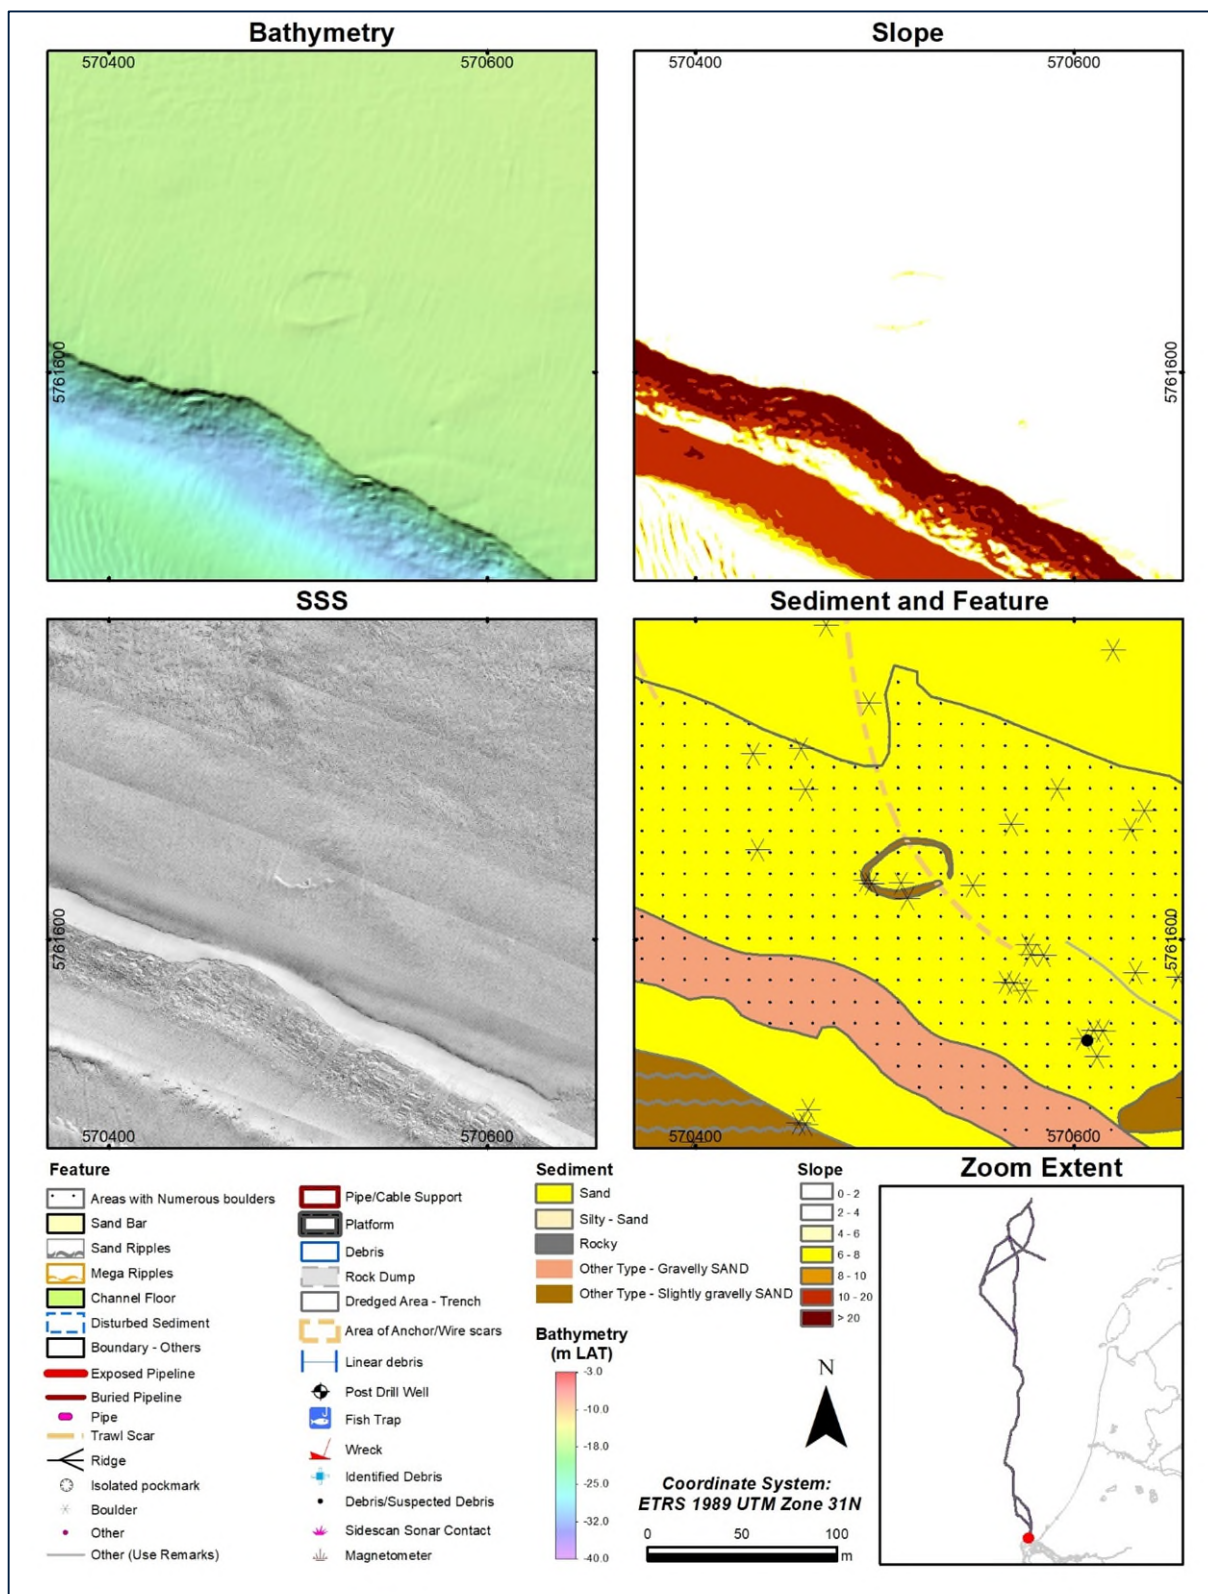 Bathymetry
570400
570600
5761600
Slope
570400
570600
5761600
SSS
570400
570600
5761600
Sediment and Feature
570400
570600
5761600
Feature
Areas with Numerous boulders
Sand Bar
Sand Ripples
Mega Ripples
Channel Floor
Disturbed Sediment
Boundary - Others
Exposed Pipeline
Buried Pipeline
Pipe
Trawl Scar
Ridge
Isolated pockmark
Boulder
Other
Other (Use Remarks)
Pipe/Cable Support
Platform
Debris
Rock Dump
Dredged Area - Trench
Area of Anchor/Wire scars
Linear debris
Post Drill Well
Fish Trap
Wreck
Identified Debris
Debris/Suspected Debris
Sidescan Sonar Contact
Magnetometer
Sediment
Sand
Silty - Sand
Rocky
Other Type - Gravelly SAND
Other Type - Slightly gravelly SAND
Bathymetry
(m LAT)
-3.0
-10.0
-18.0
-25.0
-32.0
-40.0
Slope
0 - 2
2 - 4
4 - 6
6 - 8
8 - 10
10 - 20
> 20
N
Coordinate System:
ETRS 1989 UTM Zone 31N
0 50 100
m
Zoom Extent